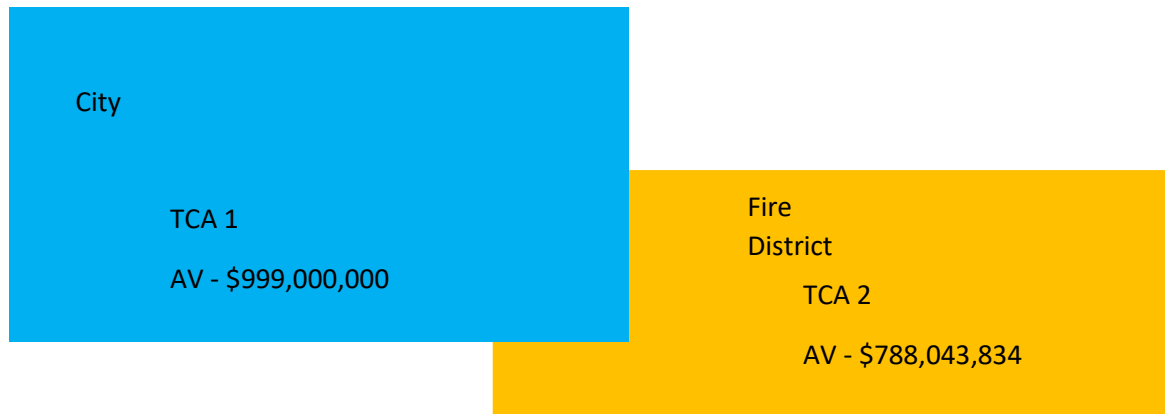 City
TCA 1
AV - $999,000,000
Fire
District
TCA 2
AV - $788,043,834